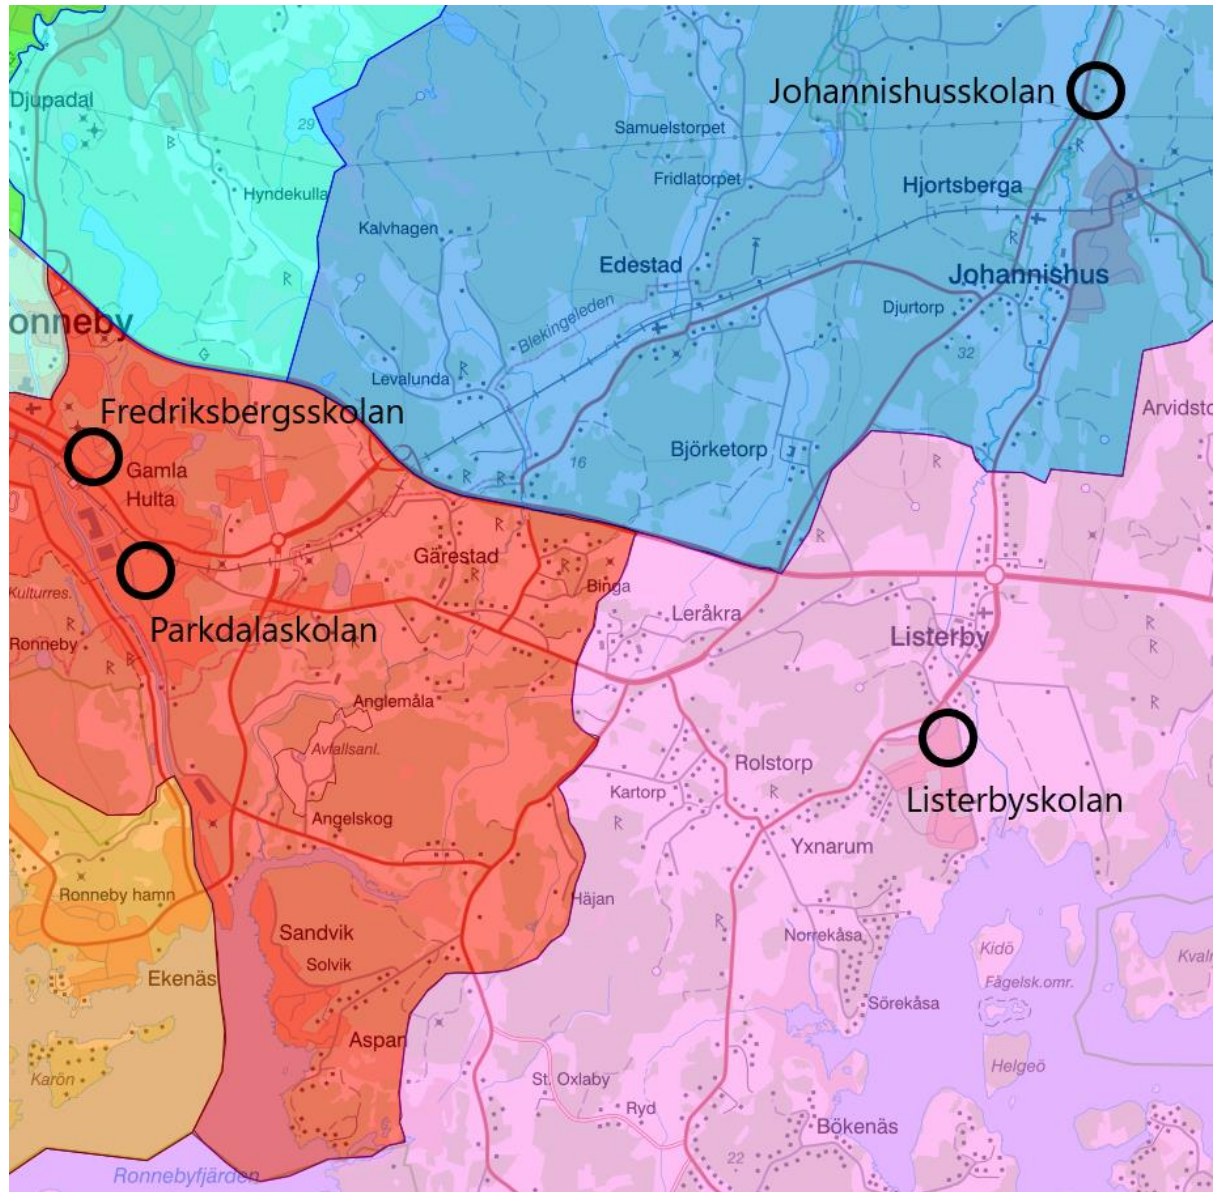 Johannishusskolan
Djupadal
29
Samuelstorpet
Fridlatorpet
Hjortsberga
Hyndekulla
Kalvhagen
Edestad
Johannishus
Djurtorp
Blekingeleden
onneby
G
32
Levalunda
Arvidsto
Fredriksbergsskolan
Björketorp
16
Gamla
Hulta
Gärestad
Binga
Kulturres.
Leråkra
Parkdalaskolan
Listerby
Ronneby
Anglemåla
Avfallsanl.
Rolstorp
Kartorp
Listerbyskolan
Angelskog
Yxnarum
Ronneby hamn
Häjan
Sandvik
Norrekåsa
Kidö
Solvik
Kvaln
Ekenäs
Fågelsk.omr.
Sörekåsa
Aspan
Helgeö
Karön
St. Oxlaby
Ryd
Bökenäs
22
Ronnebyfjärden